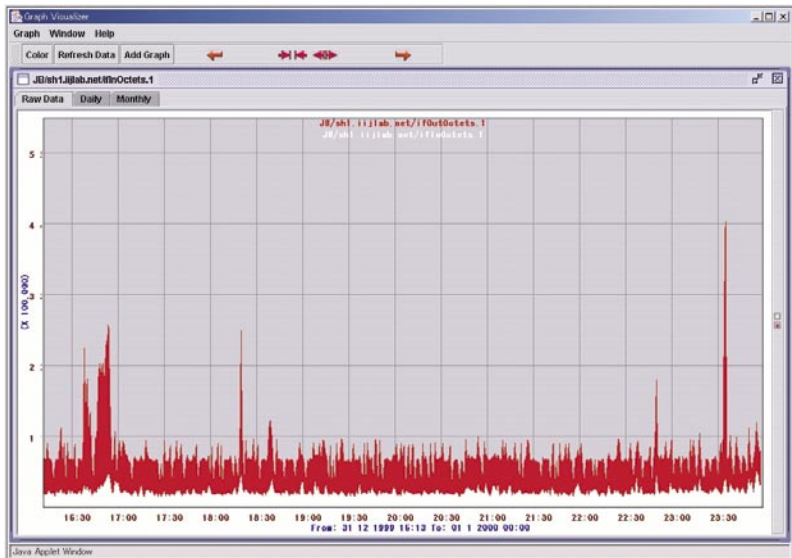 Graph Visualizer
Graph Window Help
Color Refresh Data Add Graph
JB/sh1.iijlab.net/ifInOctets.1
Raw Data Daily Monthly
JB/sh1.iijlab.net/ifOutOctets.1
JB/sh1.iijlab.net/ifInOctets.1
5
4
3
2
1
(X 100,000)
16:30 17:00 17:30 18:00 18:30 19:00 19:30 20:00 20:30 21:00 21:30 22:00 22:30 23:00 23:30
From: 31 12 1999 16:13 To: 01 1 2000 00:00
Java Applet Window